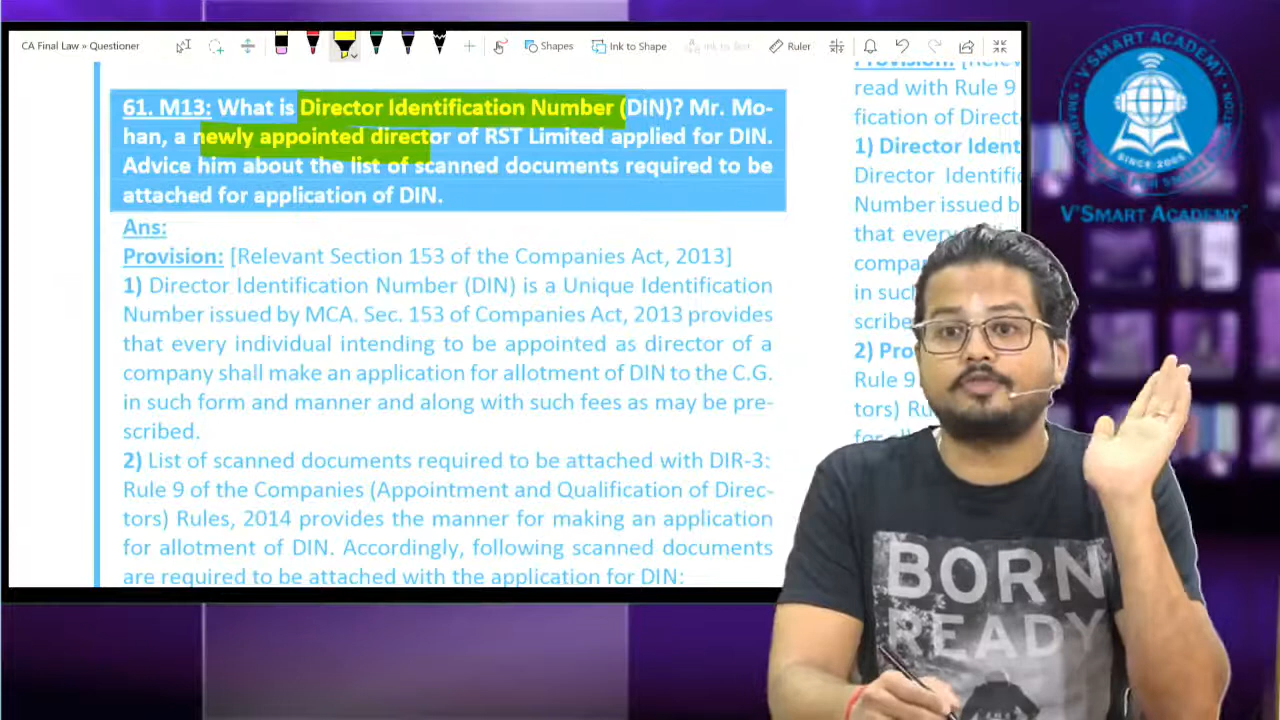 CA Final Law » Questioner
Shapes
Ink to Shape
Ink to Text
Ruler
61. M13: What is Director Identification Number (DIN)? Mr. Mo-
han, a newly appointed director of RST Limited applied for DIN.
Advice him about the list of scanned documents required to be
attached for application of DIN.
Ans:
Provision: [Relevant Section 153 of the Companies Act, 2013]
1) Director Identification Number (DIN) is a Unique Identification
Number issued by MCA. Sec. 153 of Companies Act, 2013 provides
that every individual intending to be appointed as director of a
company shall make an application for allotment of DIN to the C.G.
in such form and manner and along with such fees as may be pre-
scribed.
2) List of scanned documents required to be attached with DIR-3:
Rule 9 of the Companies (Appointment and Qualification of Direc-
tors) Rules, 2014 provides the manner for making an application
for allotment of DIN. Accordingly, following scanned documents
are required to be attached with the application for DIN:
read with Rule 9
fication of Direct
1) Director Ident
Director Identifi
Number issued b
that every
compa
in such
scribe
2) Pro
Rule 9
tors)
V'SMART ACADEMY
SINCE 2005
V'SMART ACADEMY
BORN
READY